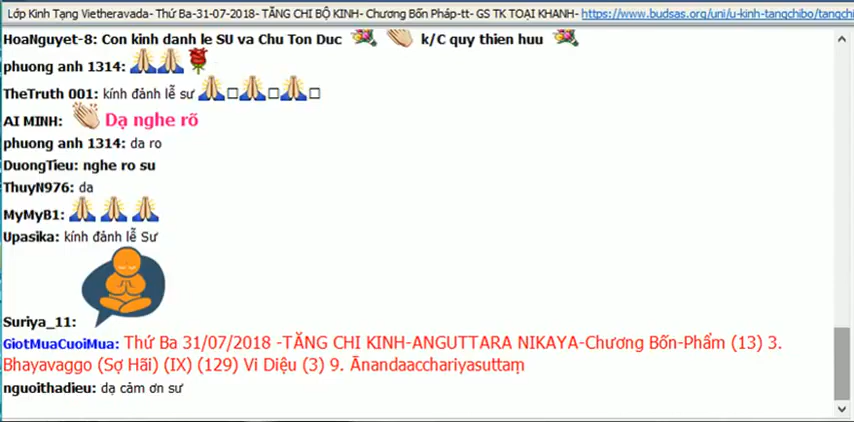 Lớp Kinh Tạng Vietheravada- Thứ Ba-31-07-2018- TĂNG CHI BỘ KINH- Chương Bốn Pháp-tt- GS TK TOẠI KHANH- https://www.budsas.org/uni/u-kinh-tangchibo/tangchi
HoaNguyet-8: Con kinh danh le SU va Chu Ton Duc k/C quy thien huu
phuong anh 1314:
TheTruth 001: kính đảnh lễ sư
AI MINH: Dạ nghe rõ
phuong anh 1314: da ro
DuongTieu: nghe ro su
ThuyN976: da
MyMyB1:
Upasika: kính đảnh lễ Sư
Suriya_11:
GiotMuaCuoiMua: Thứ Ba 31/07/2018 -TĂNG CHI KINH-ANGUTTARA NIKAYA-Chương Bốn-Phẩm (13) 3.
Bhayavaggo (Sợ Hãi) (IX) (129) Vi Diệu (3) 9. Ānandaacchariyasuttaṃ
nguoithadieu: dạ cảm ơn sư